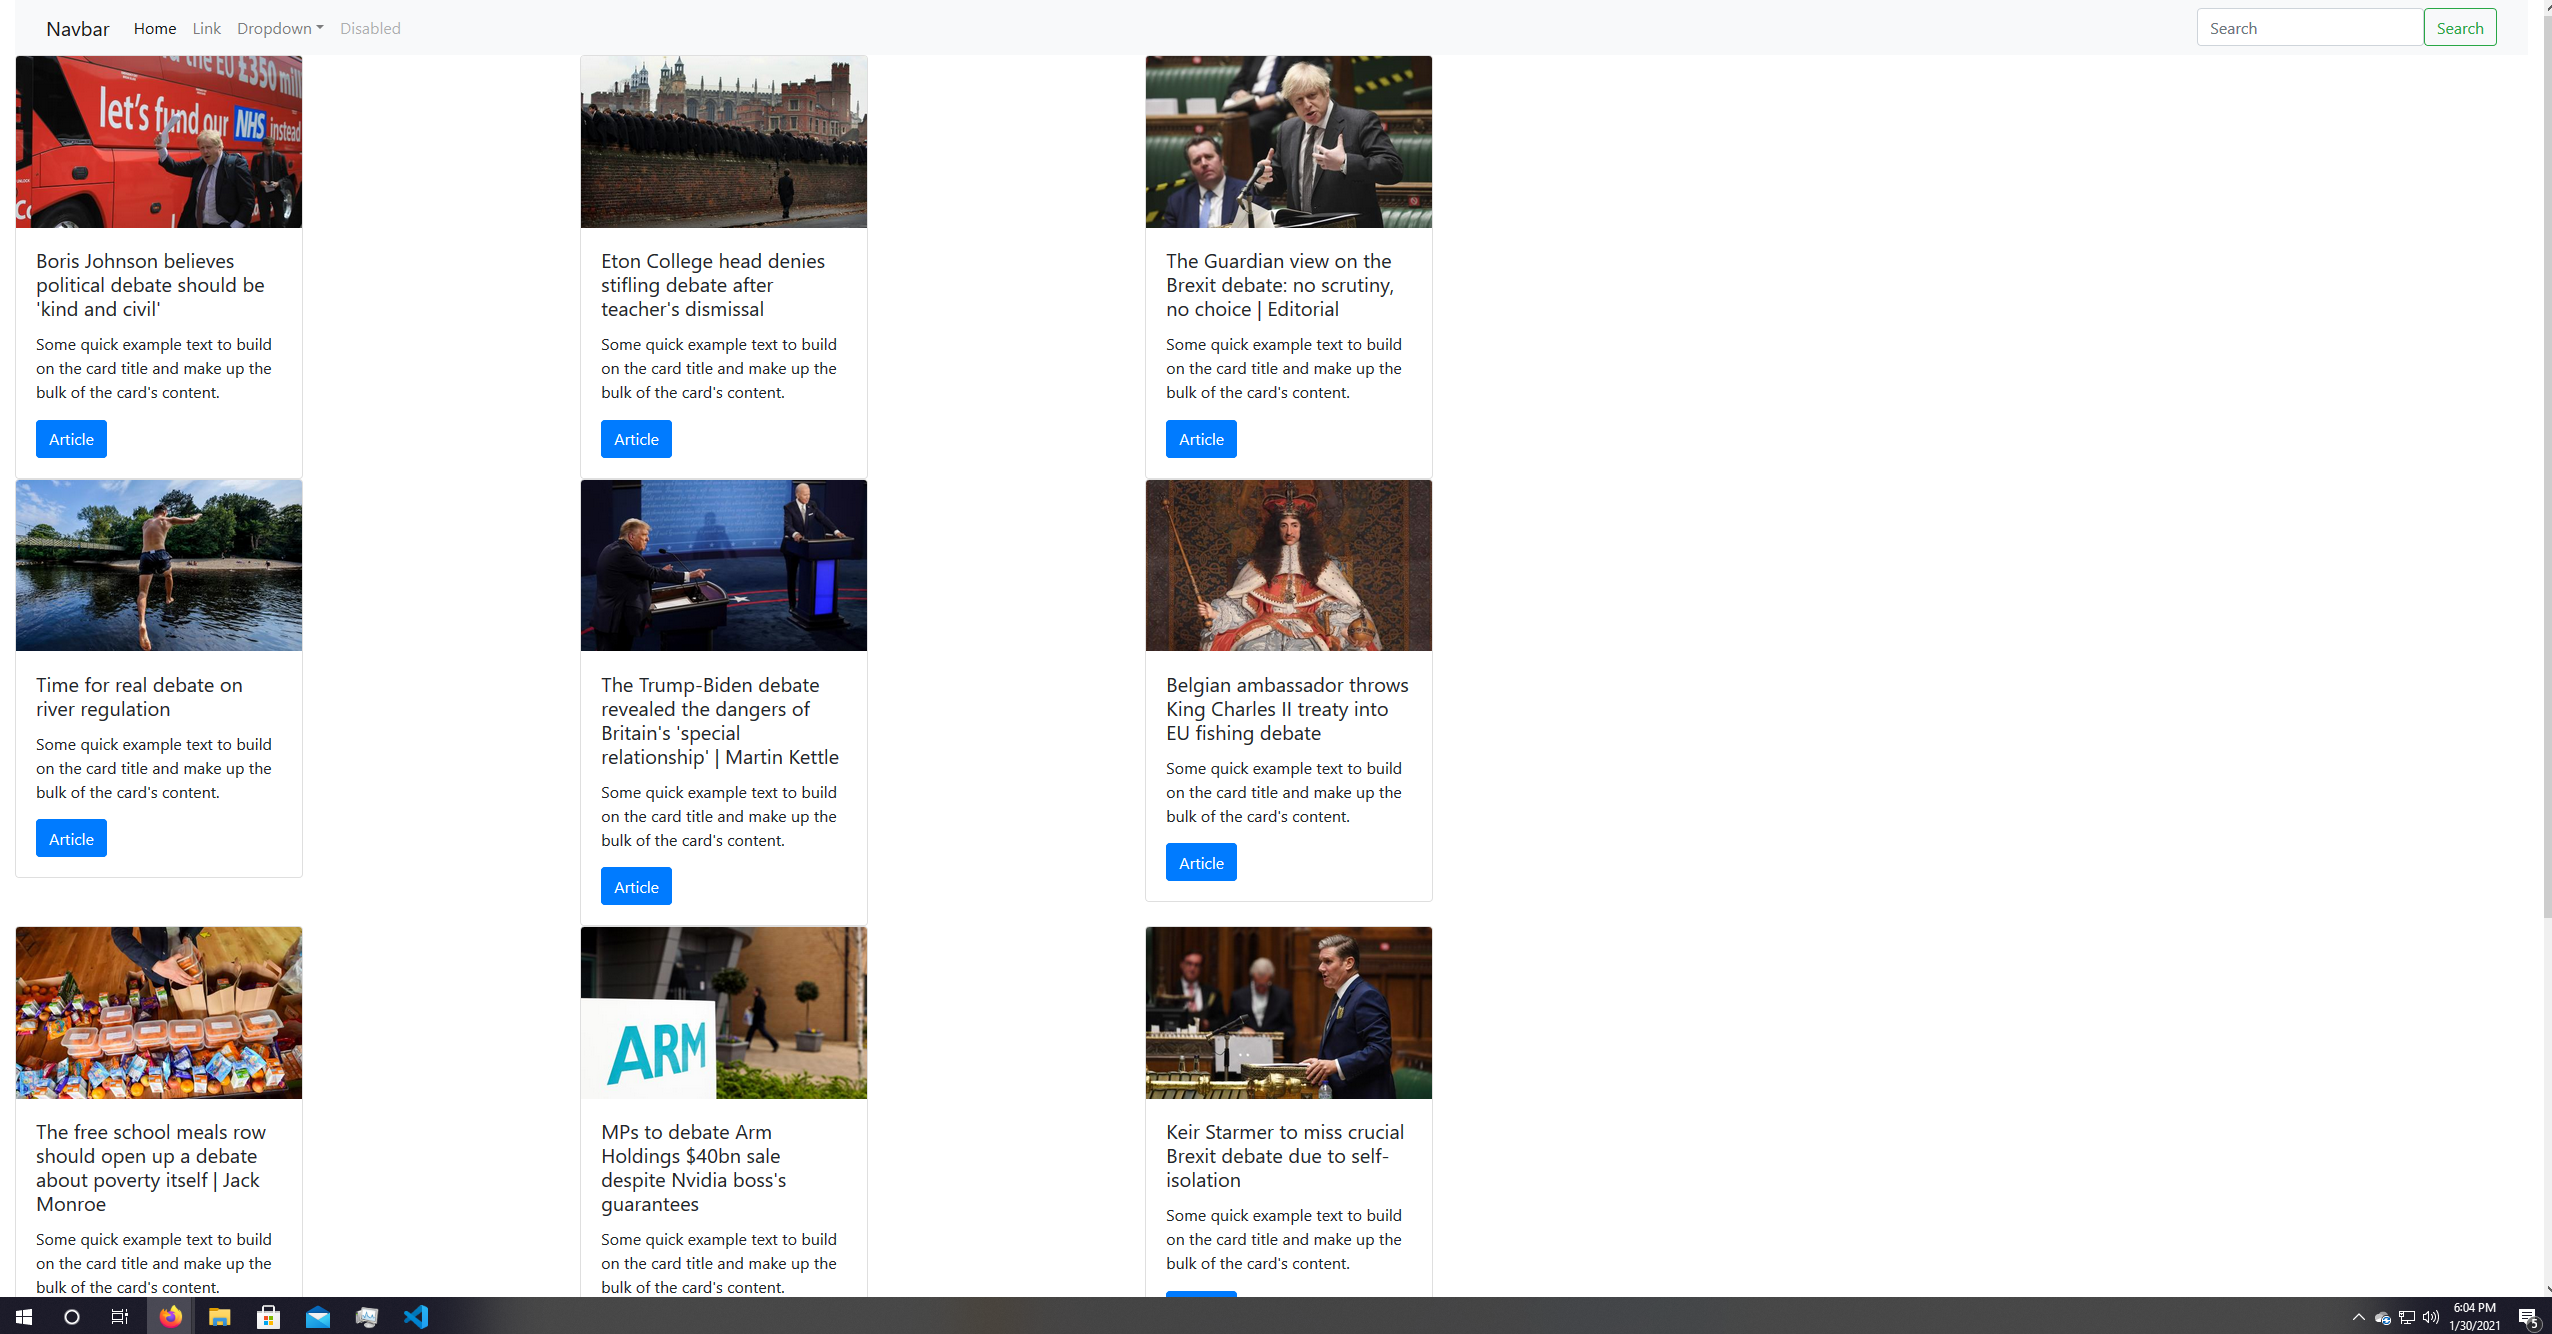 Navbar Home Link Dropdown Disabled Search Search
the EU £350 mill
let's fund our NHS instead
Boris Johnson believes
political debate should be
'kind and civil'
Some quick example text to build
on the card title and make up the
bulk of the card's content.
Article
Eton College head denies
stifling debate after
teacher's dismissal
Some quick example text to build
on the card title and make up the
bulk of the card's content.
Article
The Guardian view on the
Brexit debate: no scrutiny,
no choice | Editorial
Some quick example text to build
on the card title and make up the
bulk of the card's content.
Article
Time for real debate on
river regulation
Some quick example text to build
on the card title and make up the
bulk of the card's content.
Article
The Trump-Biden debate
revealed the dangers of
Britain's 'special
relationship' | Martin Kettle
Some quick example text to build
on the card title and make up the
bulk of the card's content.
Article
Belgian ambassador throws
King Charles II treaty into
EU fishing debate
Some quick example text to build
on the card title and make up the
bulk of the card's content.
Article
The free school meals row
should open up a debate
about poverty itself | Jack
Monroe
Some quick example text to build
on the card title and make up the
bulk of the card's content.
ARM
MPs to debate Arm
Holdings $40bn sale
despite Nvidia boss's
guarantees
Some quick example text to build
on the card title and make up the
bulk of the card's content.
Keir Starmer to miss crucial
Brexit debate due to self-
isolation
Some quick example text to build
on the card title and make up the
bulk of the card's content.
6:04 PM
1/30/2021
5